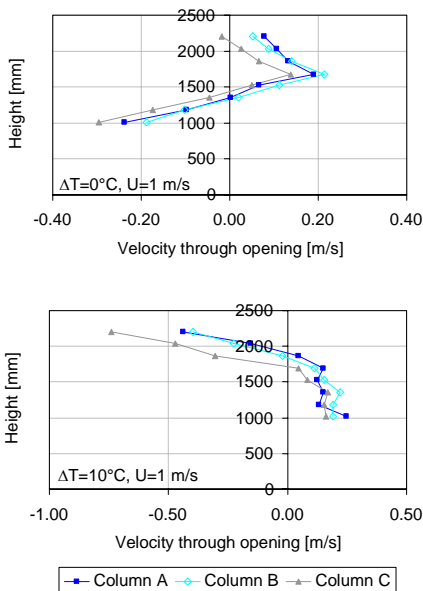 2500
2000
1500
1000
500
0
Height [mm]
ΔT=0°C, U=1 m/s
-0.40 -0.20 0.00 0.20 0.40
Velocity through opening [m/s]
2500
2000
1500
1000
500
0
Height [mm]
ΔT=10°C, U=1 m/s
-1.00 -0.50 0.00 0.50
Velocity through opening [m/s]
Column A Column B Column C